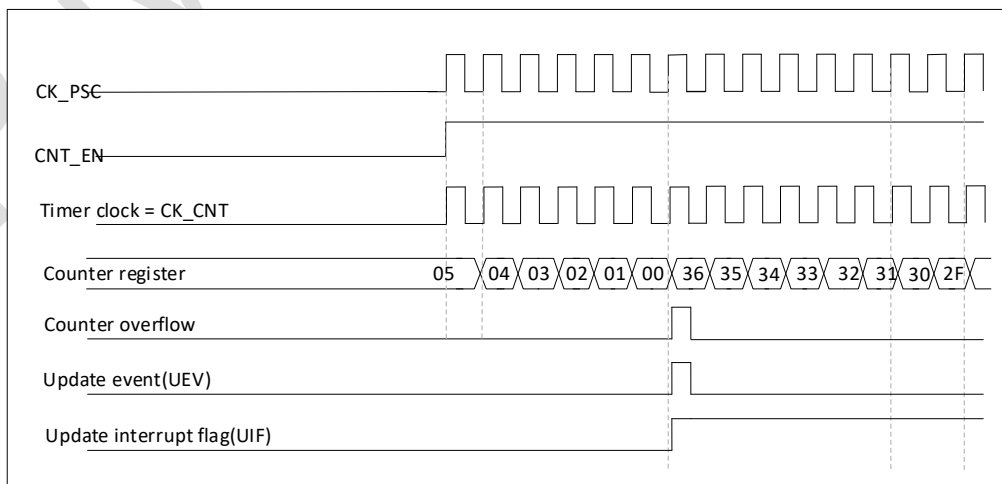 CK_PSC
CNT_EN
Timer clock = CK_CNT
Counter register 05 04 03 02 01 00 36 35 34 33 32 31 30 2F
Counter overflow
Update event(UEV)
Update interrupt flag(UIF)